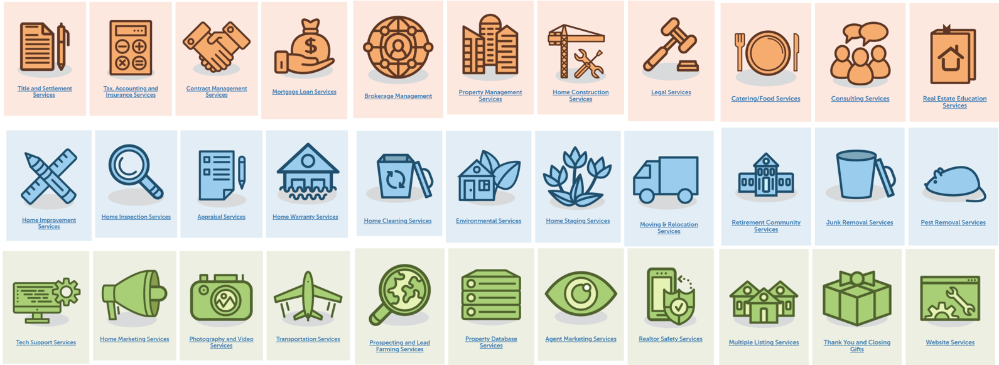 Title and Settlement
Services
Tax, Accounting and
Insurance Services
Contract Management
Services
Mortgage Loan Services
Brokerage Management
Property Management
Services
Home Construction
Services
Legal Services
Catering/Food Services
Consulting Services
Real Estate Education
Services
Home Improvement
Services
Home Inspection Services
Appraisal Services
Home Warranty Services
Home Cleaning Services
Environmental Services
Home Staging Services
Moving & Relocation
Services
Retirement Community
Services
Junk Removal Services
Pest Removal Services
Tech Support Services
Home Marketing Services
Photography and Video
Services
Transportation Services
Prospecting and Lead
Farming Services
Property Database
Services
Agent Marketing Services
Realtor Safety Services
Multiple Listing Services
Thank You and Closing
Gifts
Website Services